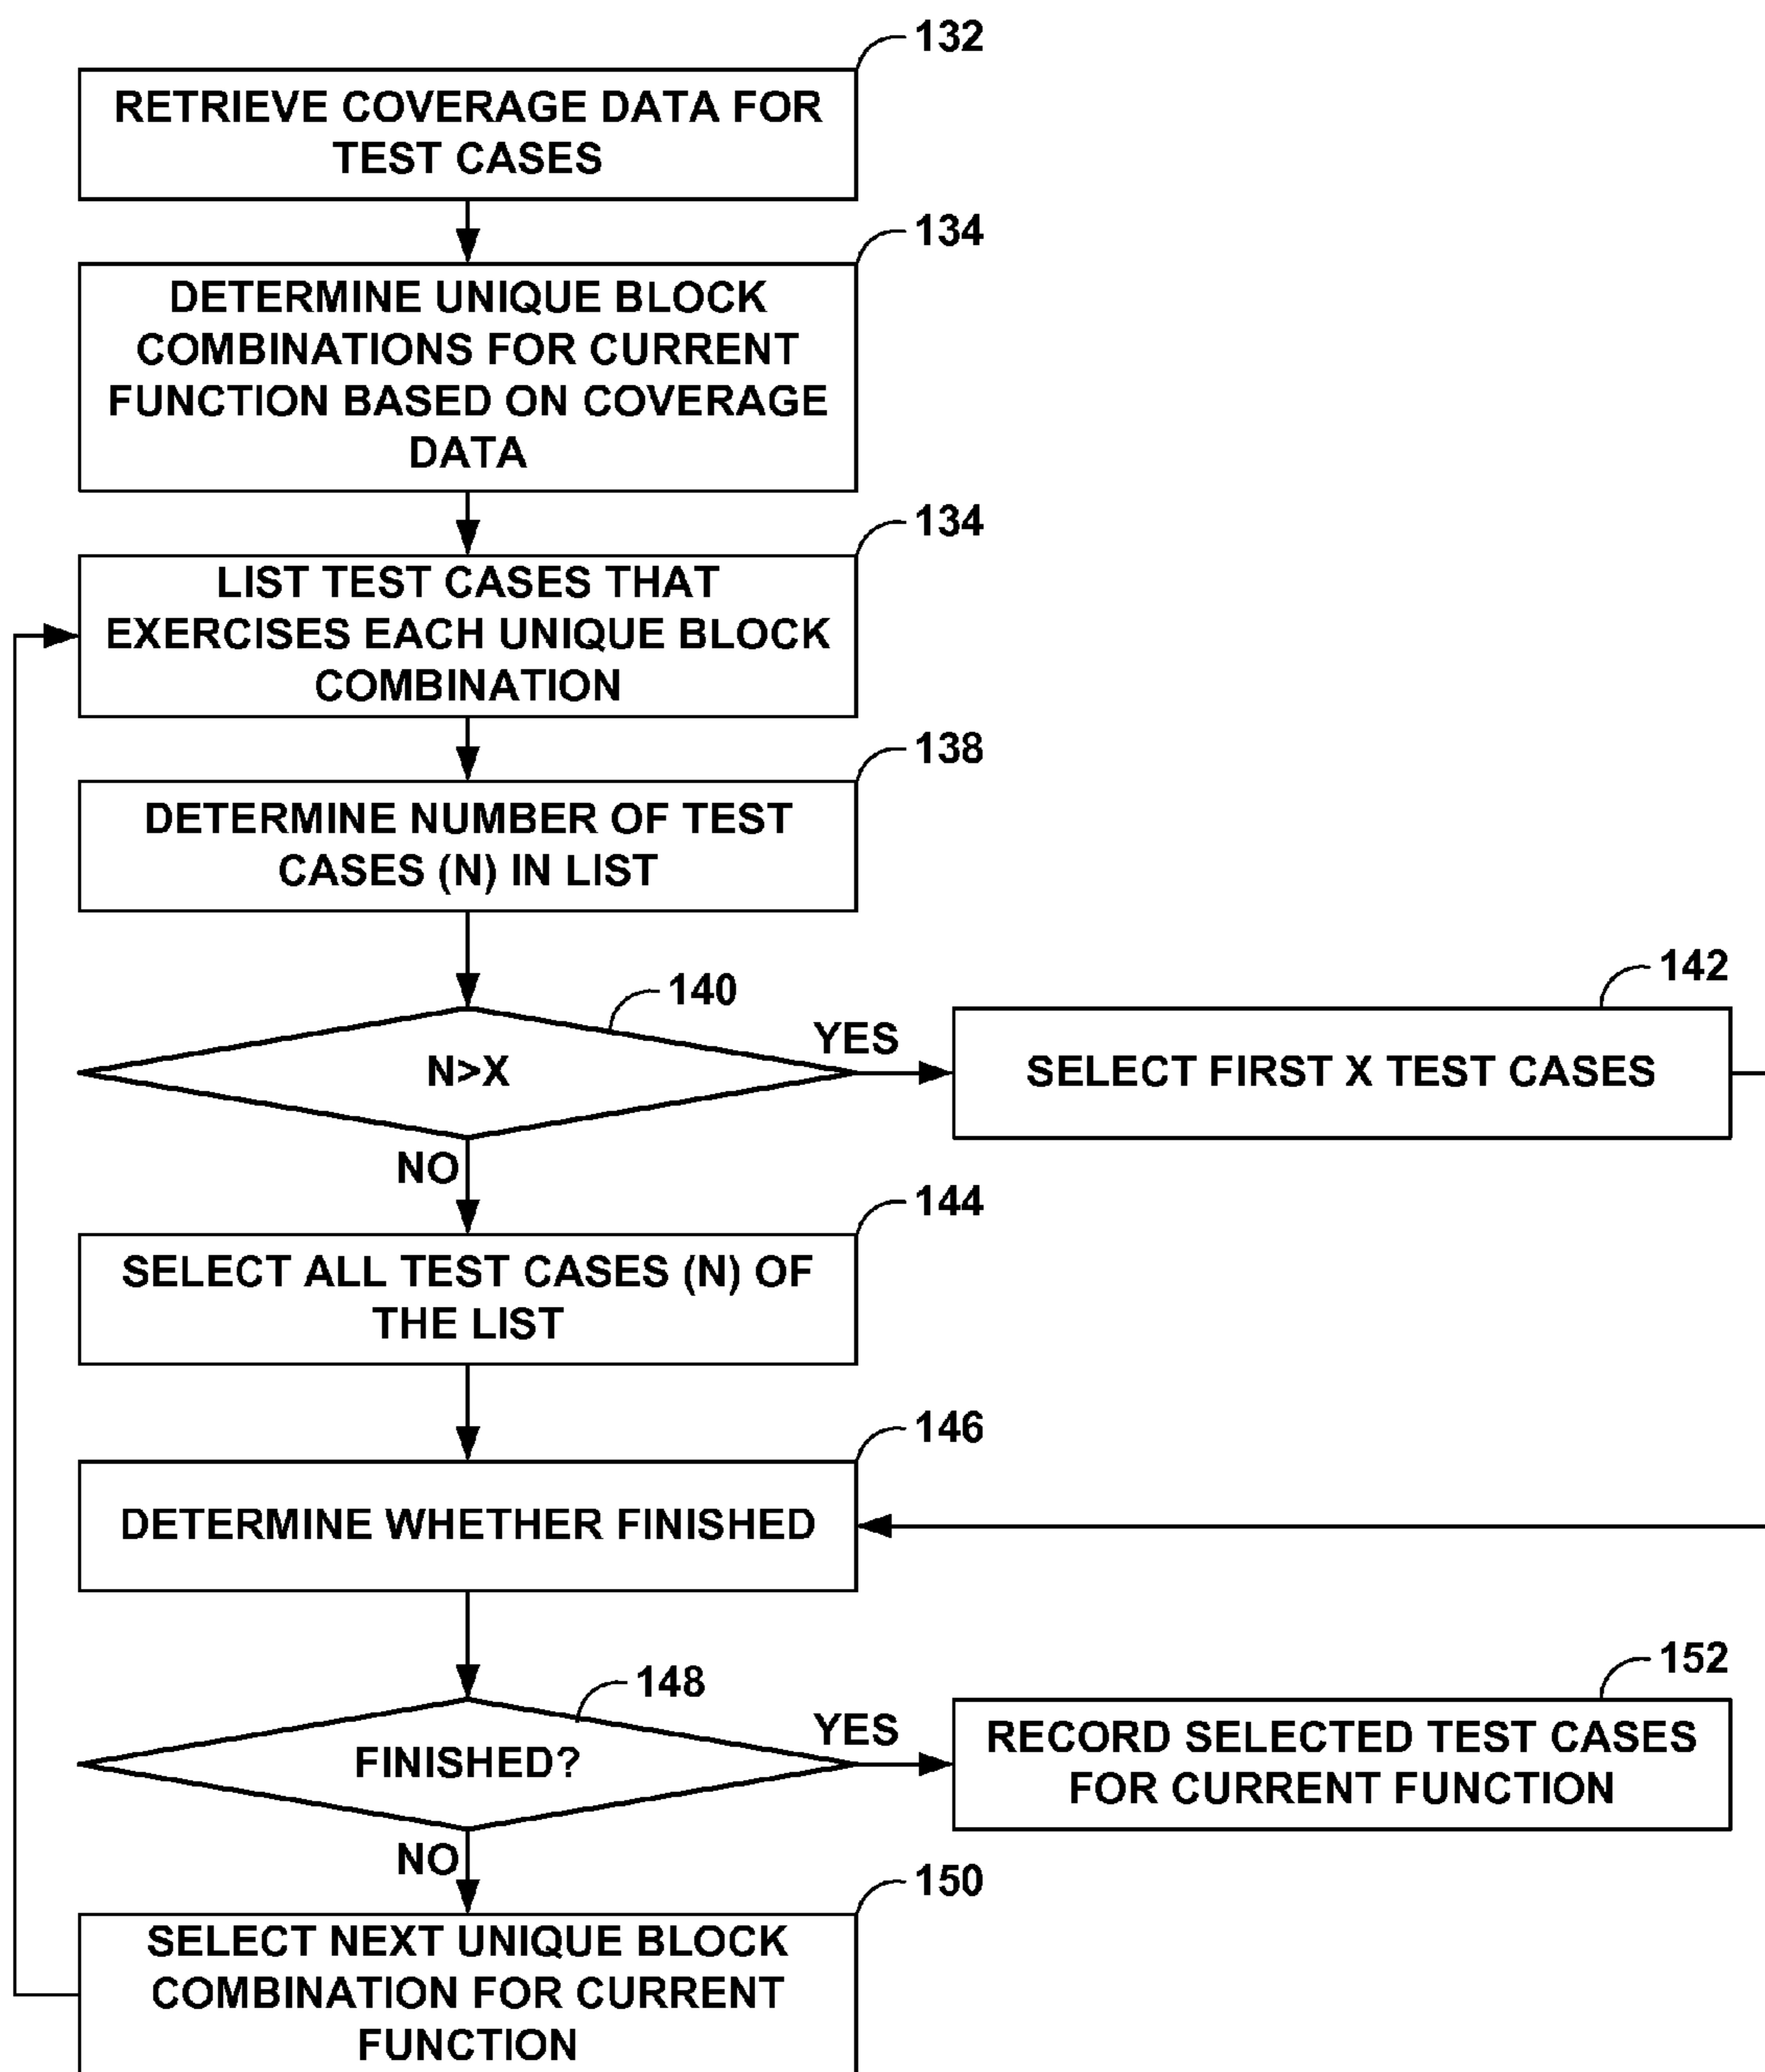 132
RETRIEVE COVERAGE DATA FOR
TEST CASES
134
DETERMINE UNIQUE BLOCK
COMBINATIONS FOR CURRENT
FUNCTION BASED ON COVERAGE
DATA
134
LIST TEST CASES THAT
EXERCISES EACH UNIQUE BLOCK
COMBINATION
138
DETERMINE NUMBER OF TEST
CASES (N) IN LIST
140
N>X
YES
142
SELECT FIRST X TEST CASES
NO
144
SELECT ALL TEST CASES (N) OF
THE LIST
146
DETERMINE WHETHER FINISHED
148
FINISHED?
YES
152
RECORD SELECTED TEST CASES
FOR CURRENT FUNCTION
NO
150
SELECT NEXT UNIQUE BLOCK
COMBINATION FOR CURRENT
FUNCTION